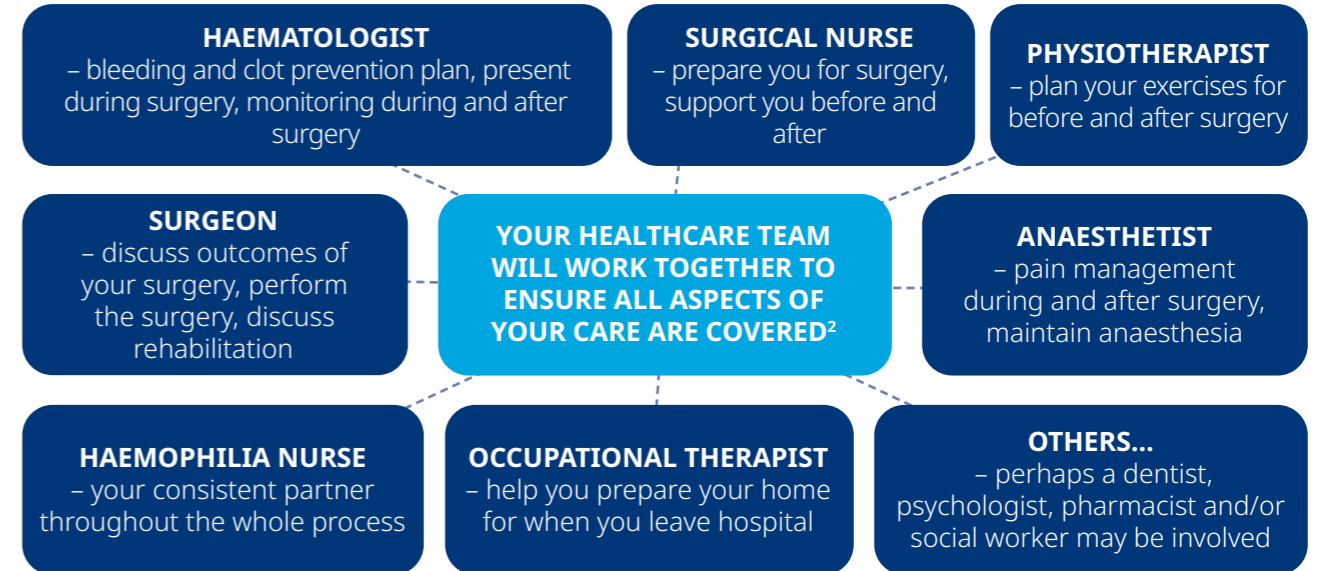 HAEMATOLOGIST
– bleeding and clot prevention plan, present
during surgery, monitoring during and after
surgery
SURGICAL NURSE
– prepare you for surgery,
support you before and
after
PHYSIOTHERAPIST
– plan your exercises for
before and after surgery
SURGEON
– discuss outcomes of
your surgery, perform
the surgery, discuss
rehabilitation
YOUR HEALTHCARE TEAM
WILL WORK TOGETHER TO
ENSURE ALL ASPECTS OF
YOUR CARE ARE COVERED²
ANAESTHETIST
– pain management
during and after surgery,
maintain anaesthesia
HAEMOPHILIA NURSE
– your consistent partner
throughout the whole process
OCCUPATIONAL THERAPIST
– help you prepare your home
for when you leave hospital
OTHERS...
– perhaps a dentist,
psychologist, pharmacist and/or
social worker may be involved